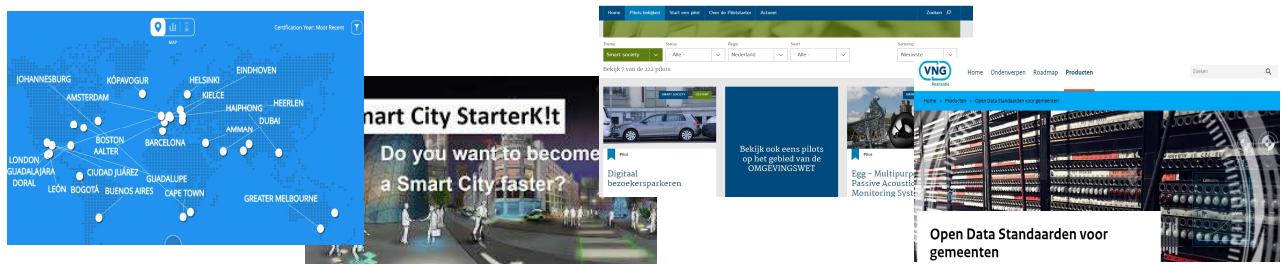 Certification Year: Most Recent
MAP
EINDHOVEN
JOHANNESBURG
KÓPAVOGUR
HELSINKI
AMSTERDAM
KIELCE
HAIPHONG
HEERLEN
DUBAI
AMMAN
BOSTON
BARCELONA
AALTER
LONDON
GUADALAJARA
CIUDAD JUÁREZ
GUADALUPE
DORAL
LEÓN
BOGOTÁ
BUENOS AIRES
CAPE TOWN
GREATER MELBOURNE
mart City StarterK!t
Do you want to become
a Smart City faster?
Home
Pilots bekijken
Start een pilot
Over de Pilotstarter
Actueel
Zoeken
Thema
Status
Regio
Soort
Sortering
Smart society
- Alle -
Nederland
- Alle -
Nieuwste
Bekijk 7 van de 222 pilots
SMART SOCIETY
Pilot
Digitaal
bezoekersparkeren
Bekijk ook eens pilots
op het gebied van de
OMGEVINGSWET
SMAR
Pilot
Egg - Multipurp
Passive Acoustic
Monitoring Syst
VNG
Realisatie
Home
Onderwerpen
Roadmap
Producten
Zoeken
Home
Producten
Open Data Standaarden voor gemeenten
Open Data Standaarden voor
gemeenten